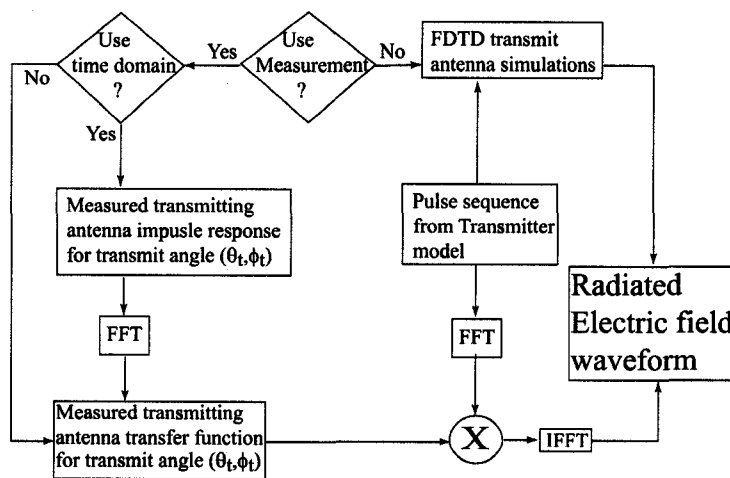 Use
time domain
?
Yes
Use
Measurement
?
No
FDTD transmit
antenna simulations
No
Yes
Measured transmitting
antenna impusle response
for transmit angle (θt,ϕt)
Pulse sequence
from Transmitter
model
Radiated
Electric field
waveform
FFT
FFT
Measured transmitting
antenna transfer function
for transmit angle (θt,ϕt)
X
IFFT